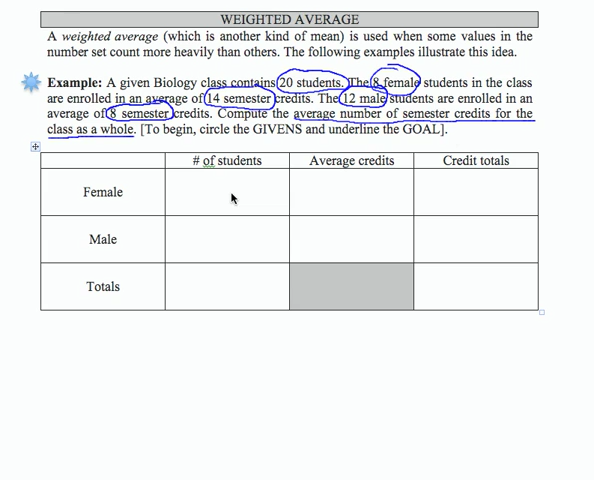 WEIGHTED AVERAGE
A weighted average (which is another kind of mean) is used when some values in the
number set count more heavily than others. The following examples illustrate this idea.
Example: A given Biology class contains 20 students. The 8 female students in the class
are enrolled in an average of 14 semester credits. The 12 male students are enrolled in an
average of 8 semester credits. Compute the average number of semester credits for the
class as a whole. [To begin, circle the GIVENS and underline the GOAL].
# of students Average credits Credit totals
Female
Male
Totals